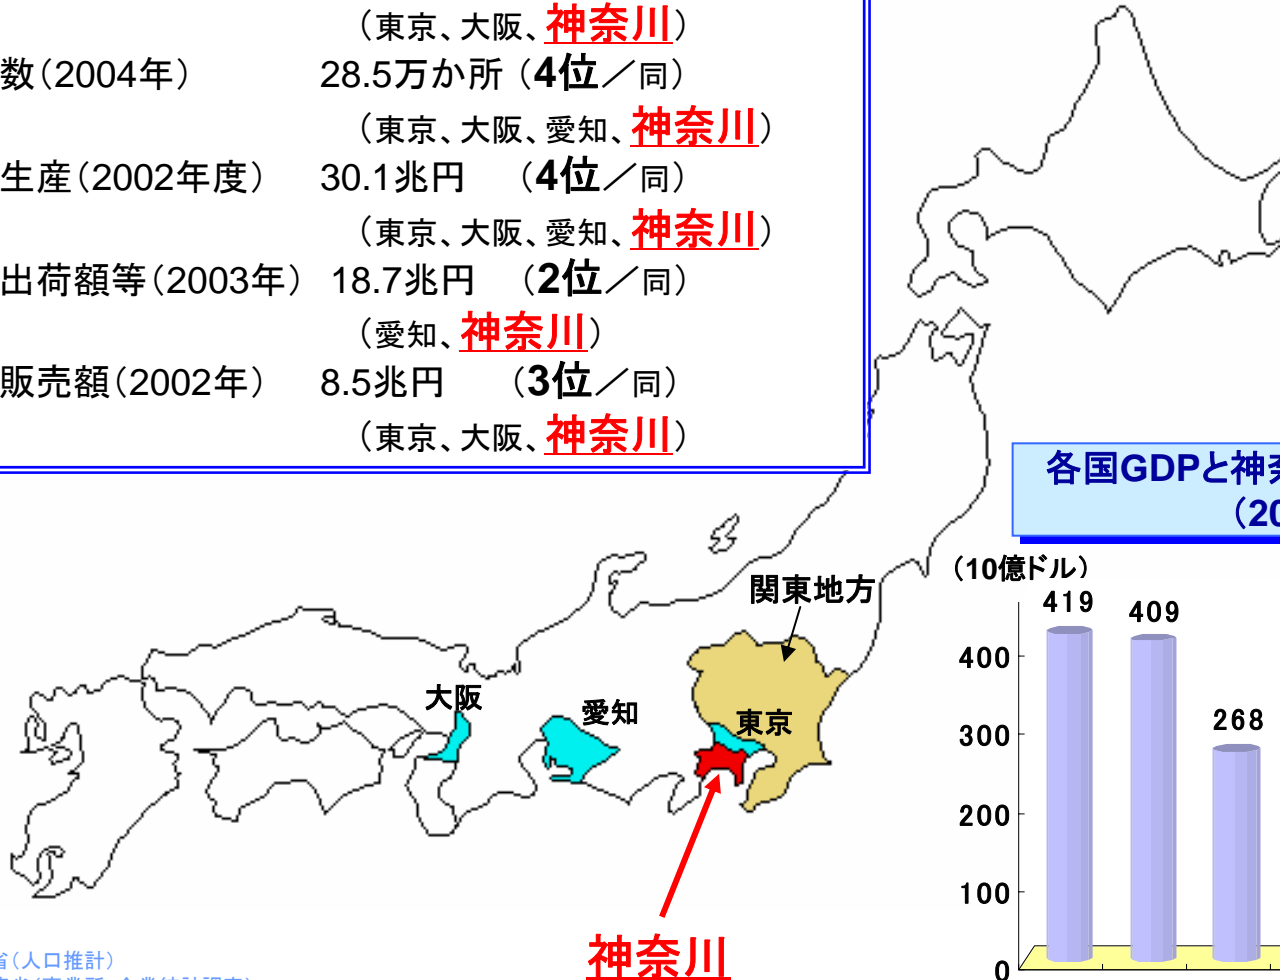 （東京、大阪、神奈川）
数（2004年） 28.5万か所（4位／同）
（東京、大阪、愛知、神奈川）
生産（2002年度） 30.1兆円 （4位／同）
（東京、大阪、愛知、神奈川）
出荷額等（2003年） 18.7兆円 （2位／同）
（愛知、神奈川）
販売額（2002年） 8.5兆円 （3位／同）
（東京、大阪、神奈川）
各国GDPと神奈
（20
（10億ドル）
419
409
268
400
300
200
100
0
関東地方
大阪
愛知
東京
神奈川
省（人口推計）